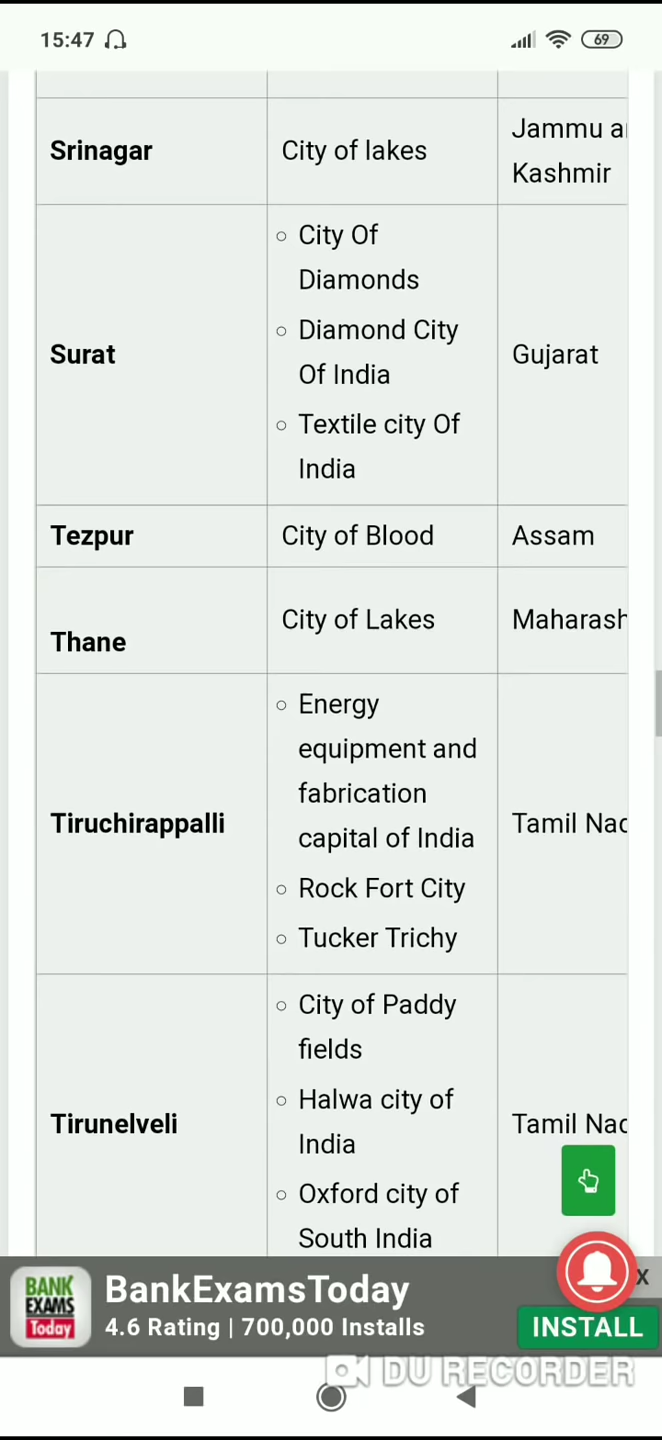 15:47
69
Srinagar
City of lakes
Jammu a
Kashmir
Surat
City Of
Diamonds
Diamond City
Of India
Textile city Of
India
Gujarat
Tezpur
City of Blood
Assam
Thane
City of Lakes
Maharash
Tiruchirappalli
Energy
equipment and
fabrication
capital of India
Rock Fort City
Tucker Trichy
Tamil Nad
Tirunelveli
City of Paddy
fields
Halwa city of
India
Oxford city of
South India
Tamil Nad
BANK
EXAMS
Today
BankExamsToday
4.6 Rating | 700,000 Installs
X
INSTALL
DU RECORDER